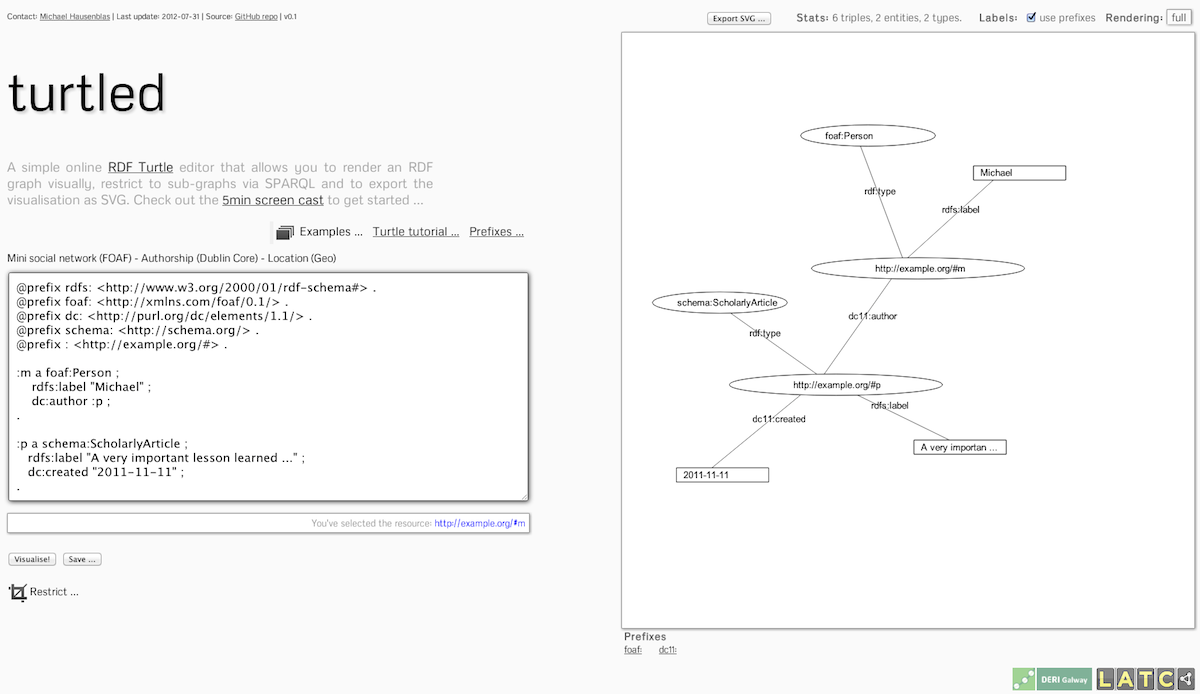 Contact: Michael Hausenblas | Last update: 2012-07-31 | Source: GitHub repo | v0.1
turtled
A simple online RDF Turtle editor that allows you to render an RDF
graph visually, restrict to sub-graphs via SPARQL and to export the
visualisation as SVG. Check out the 5min screen cast to get started ...
Examples ... Turtle tutorial ... Prefixes ...
Mini social network (FOAF) - Authorship (Dublin Core) - Location (Geo)
@prefix rdfs: <http://www.w3.org/2000/01/rdf-schema#> .
@prefix foaf: <http://xmlns.com/foaf/0.1/> .
@prefix dc: <http://purl.org/dc/elements/1.1/> .
@prefix schema: <http://schema.org/> .
@prefix : <http://example.org/#> .
:m a foaf:Person ;
rdfs:label "Michael" ;
dc:author :p ;
.
:p a schema:ScholarlyArticle ;
rdfs:label "A very important lesson learned ..." ;
dc:created "2011-11-11" ;
.
You've selected the resource: http://example.org/#m
Visualise! Save ...
Restrict ...
Export SVG ... Stats: 6 triples, 2 entities, 2 types. Labels: use prefixes Rendering: full
foaf:Person
Michael
rdf:type
rdfs:label
http://example.org/#m
schema:ScholarlyArticle
dc11:author
rdf:type
http://example.org/#p
rdfs:label
dc11:created
A very importan ...
2011-11-11
Prefixes
foaf: dc11:
DERI Galway LATC